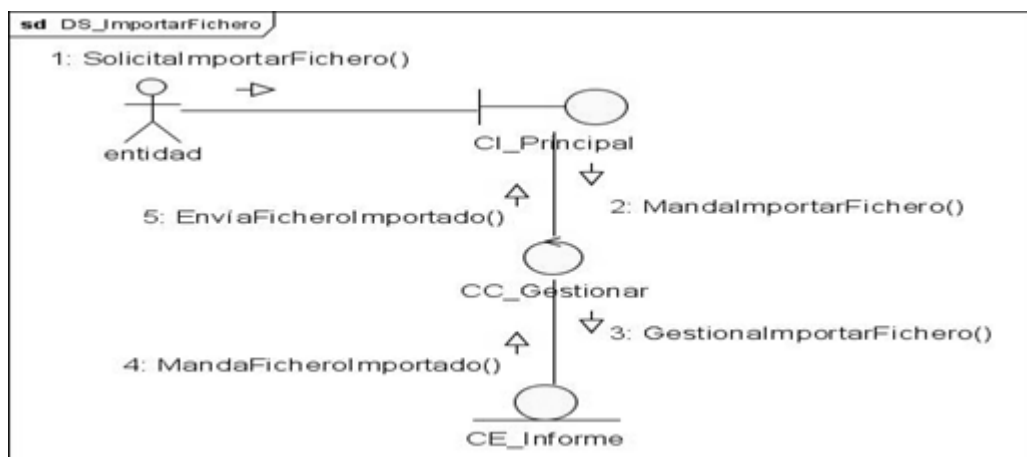 sd DS_ImportarFichero
1: SolicitaImportarFichero()
entidad
CI_Principal
5: EnvíaFicheroImportado()
2: MandaImportarFichero()
CC_Gestionar
3: GestionaImportarFichero()
4: MandaFicheroImportado()
CE_Informe